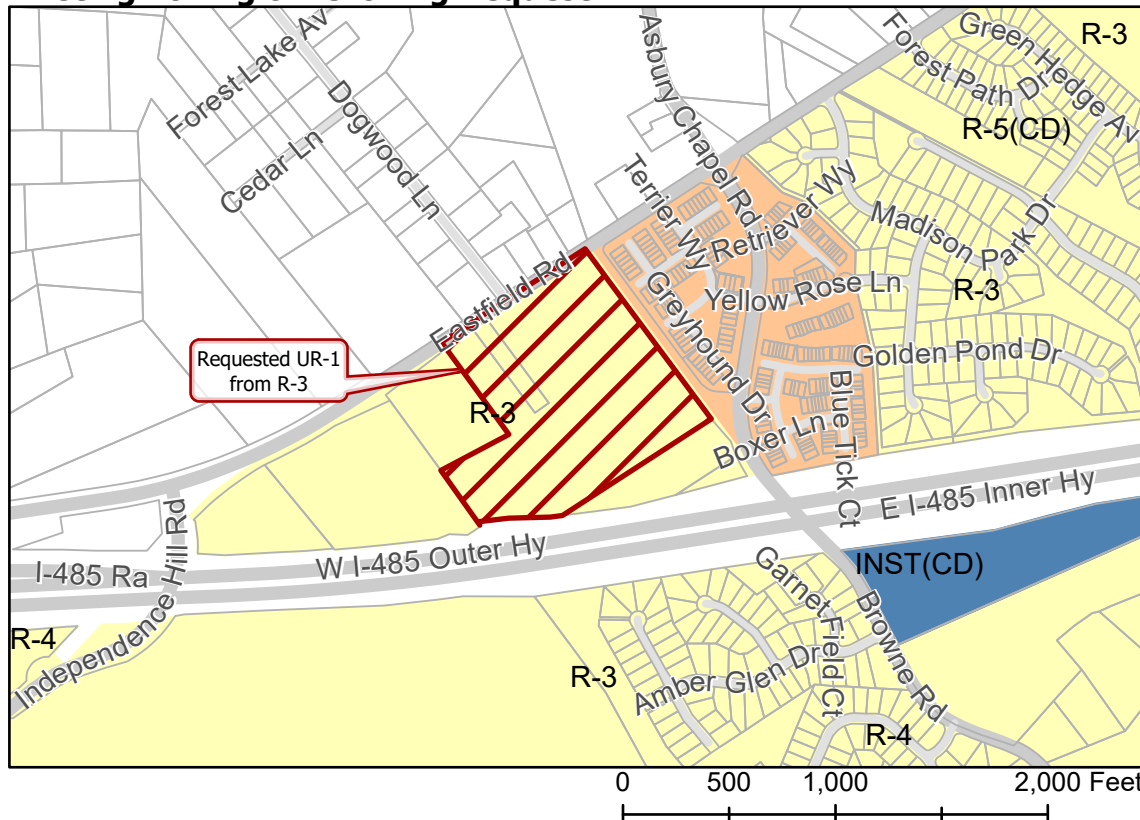 Forest Lake Av
Cedar Ln
Dogwood Ln
Asbury Chapel Rd
Forest Path Dr
Green Hedge Av
R-3
R-5(CD)
Terrier Wy
Retriever Wy
Madison Park Dr
Eastfield Rd
Greyhound Dr
Yellow Rose Ln
R-3
Requested UR-1
from R-3
R-3
Golden Pond Dr
Blue Tick Ct
Boxer Ln
E I-485 Inner Hy
W I-485 Outer Hy
I-485 Ra
Independence Hill Rd
INST(CD)
R-4
Garnet Field Ct
Browne Rd
R-3
Amber Glen Dr
R-4
0 500 1,000 2,000 Feet